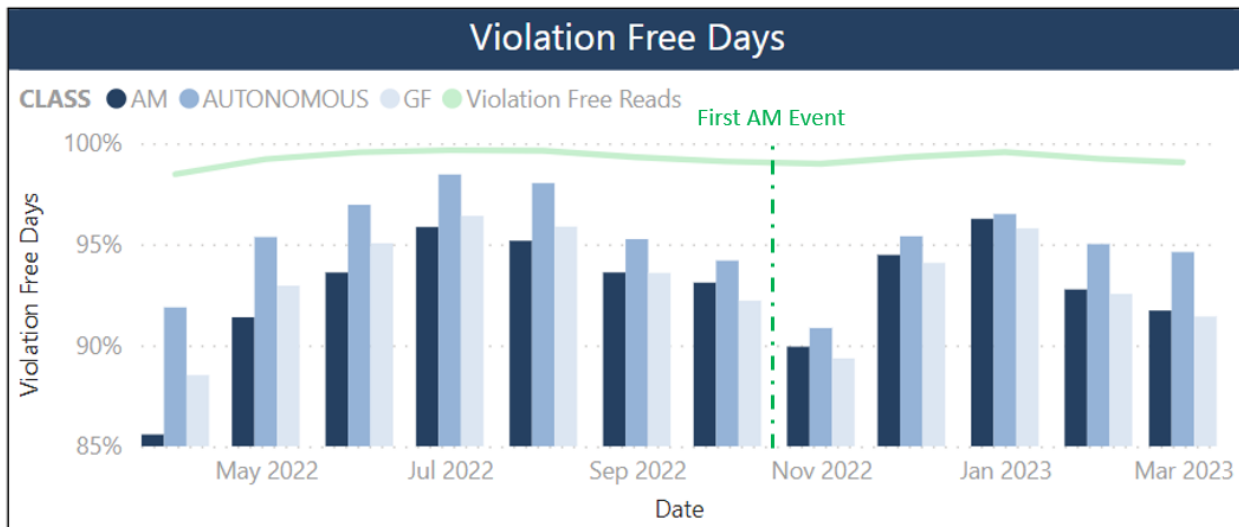 Violation Free Days
CLASS AM AUTONOMOUS GF Violation Free Reads
First AM Event
100%
95%
90%
85%
Violation Free Days
May 2022 Jul 2022 Sep 2022 Nov 2022 Jan 2023 Mar 2023
Date